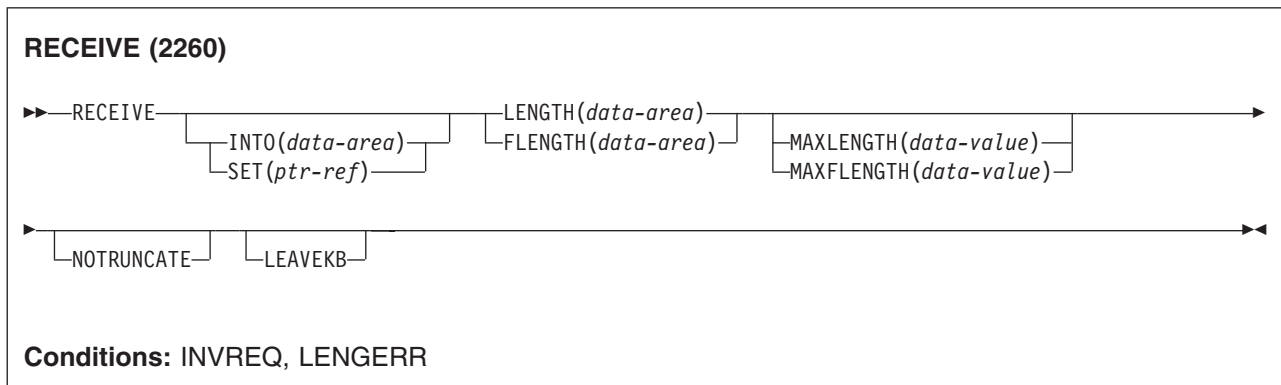 RECEIVE (2260)
RECEIVE LENGTH(data-area)
INTO(data-area) FLENGTH(data-area) MAXLENGTH(data-value)
SET(ptr-ref) MAXFLENGTH(data-value)
NOTRUNCATE LEAVEKB
Conditions: INVREQ, LENGERR